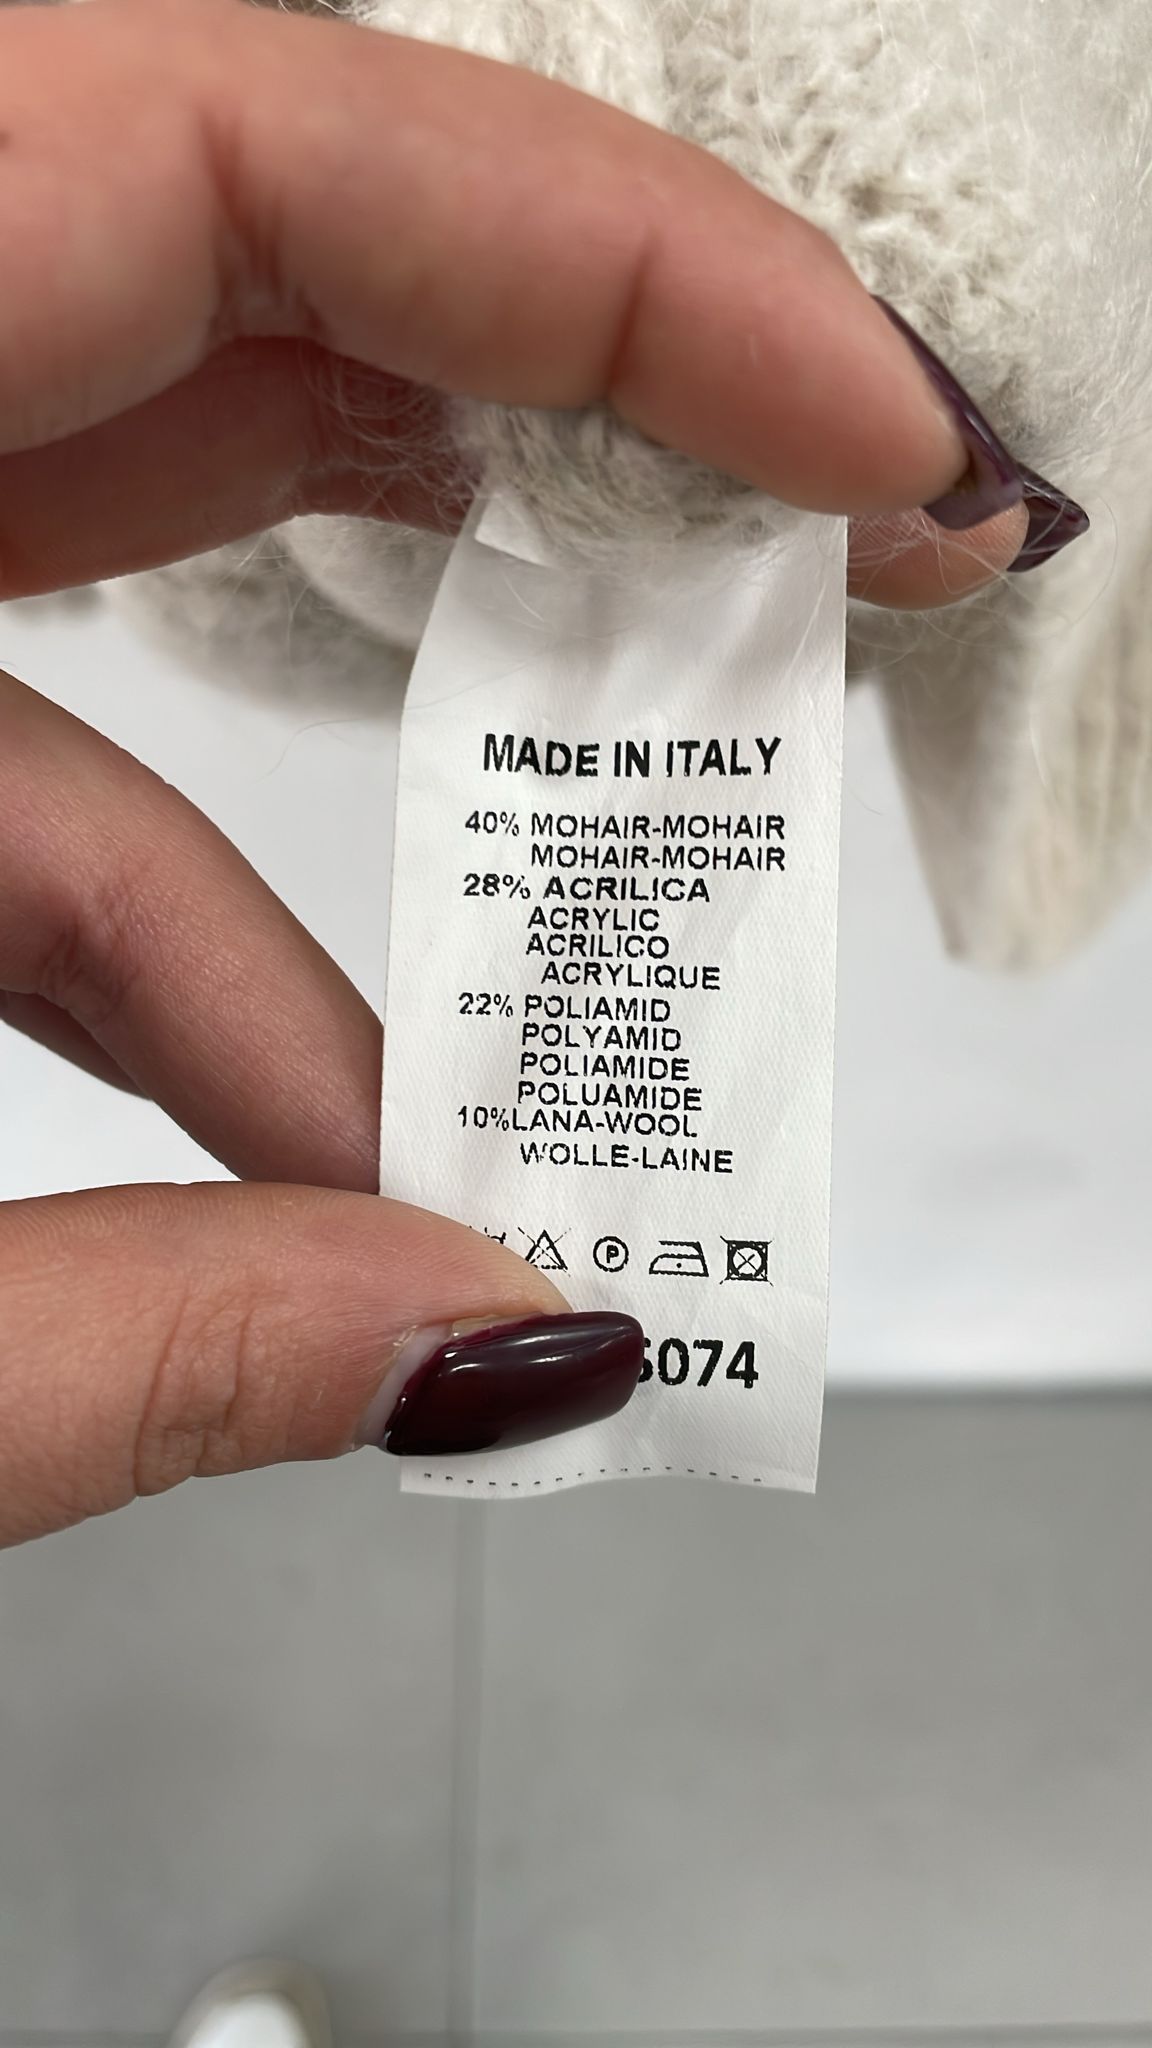 MADE IN ITALY
40% MOHAIR-MOHAIR
MOHAIR-MOHAIR
28% ACRILICA
ACRYLIC
ACRILICO
ACRYLIQUE
22% POLIAMID
POLYAMID
POLIAMIDE
POLUAMIDE
10%LANA-WOOL
WOLLE-LAINE
P